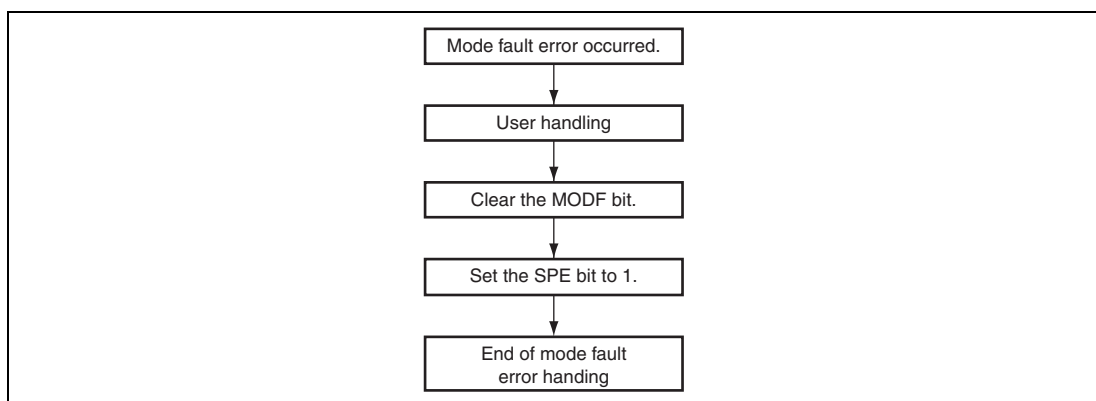 Mode fault error occurred.
User handling
Clear the MODF bit.
Set the SPE bit to 1.
End of mode fault
error handing